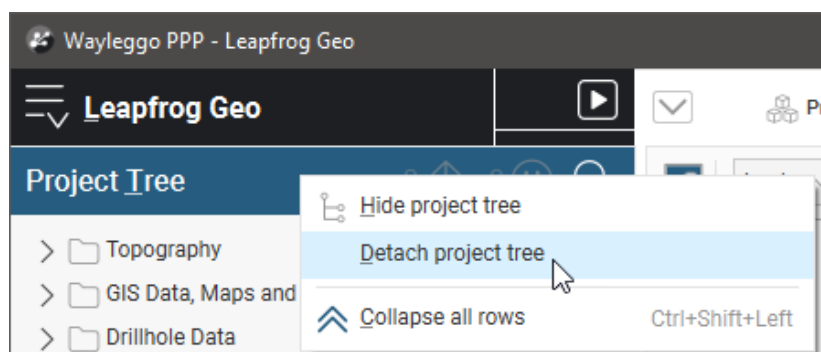 Wayleggo PPP - Leapfrog Geo
Leapfrog Geo
Project Tree
Hide project tree
Topography
Detach project tree
GIS Data, Maps and
Collapse all rows Ctrl+Shift+Left
Drillhole Data